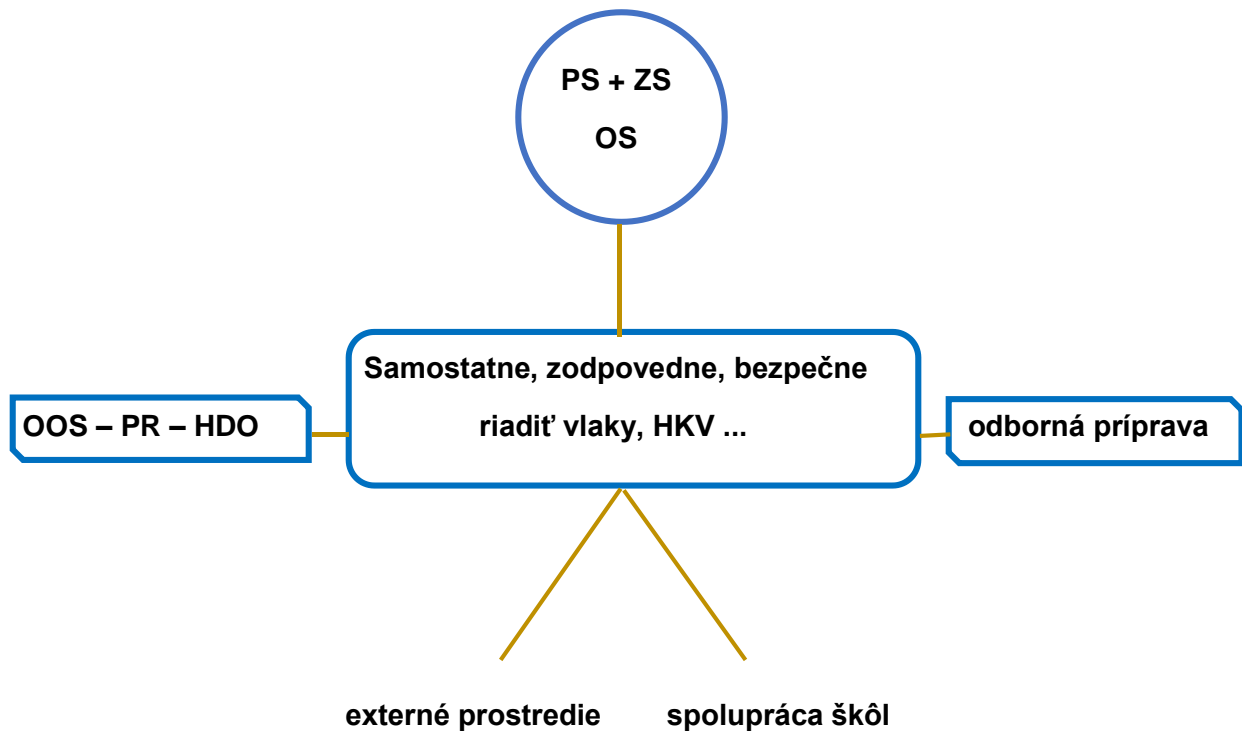 PS + ZS
OS
Samostatne, zodpovedne, bezpečne
riadiť vlaky, HKV ...
OOS – PR – HDO
odborná príprava
externé prostredie
spolupráca škôl